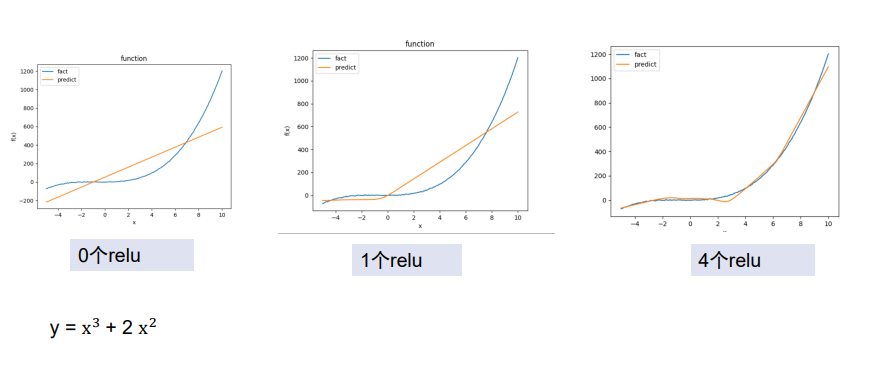 function
fact
predict
1200
1000
800
600
400
200
0
−200
f(x)
−4 −2 0 2 4 6 8 10
x
0个relu
function
fact
predict
1200
1000
800
600
400
200
0
f(x)
−4 −2 0 2 4 6 8 10
x
1个relu
fact
predict
1200
1000
800
600
400
200
0
−4 −2 0 2 4 6 8 10
4个relu
y = x³ + 2 x²